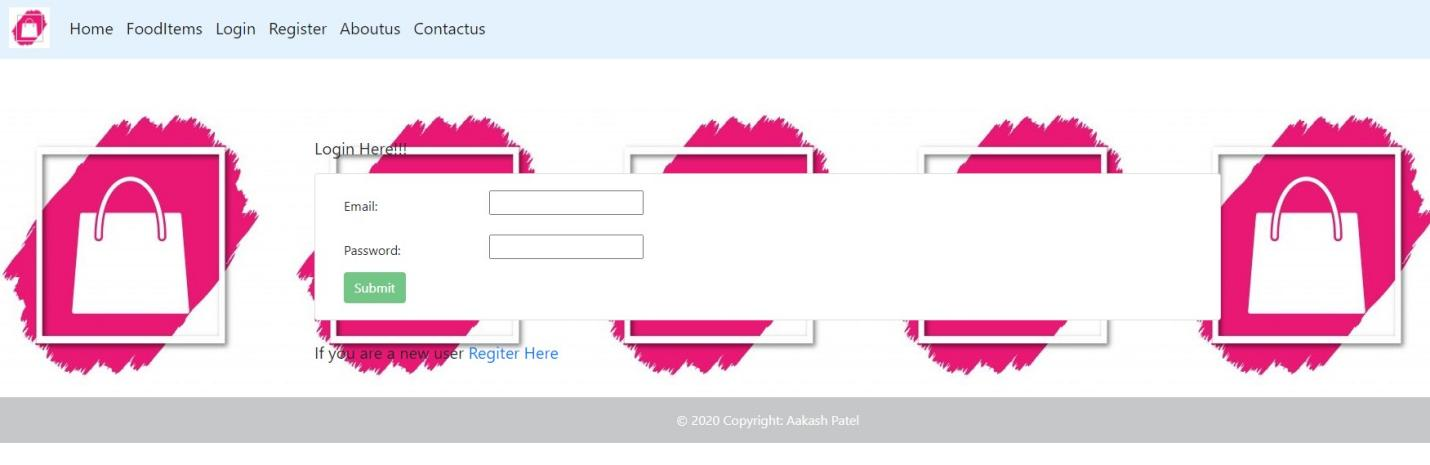 Home FoodItems Login Register Aboutus Contactus
Login Here!!!
Email:
Password:
Submit
If you are a new user Regiter Here
© 2020 Copyright: Aakash Patel